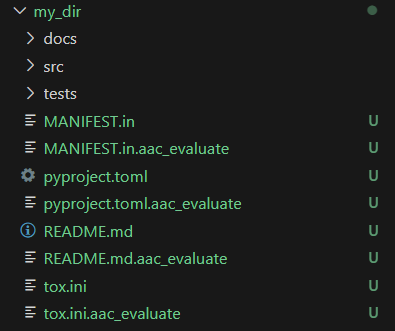 my_dir
docs
src
tests
MANIFEST.in U
MANIFEST.in.aac_evaluate U
pyproject.toml U
pyproject.toml.aac_evaluate U
README.md U
README.md.aac_evaluate U
tox.ini U
tox.ini.aac_evaluate U